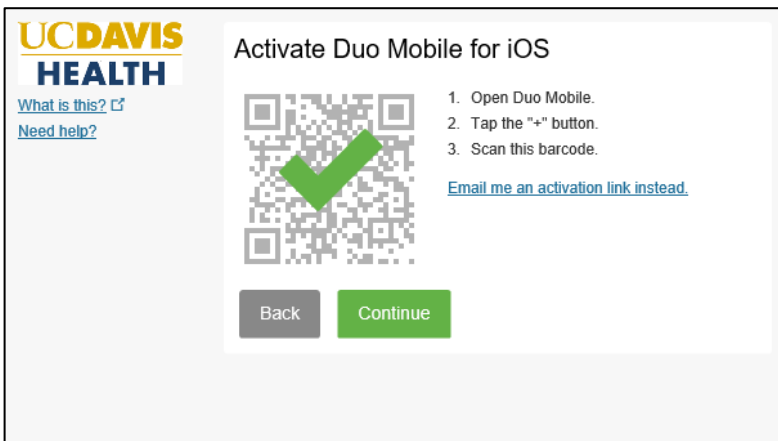 UCDAVIS
HEALTH
What is this?
Need help?
Activate Duo Mobile for iOS
1. Open Duo Mobile.
2. Tap the "+" button.
3. Scan this barcode.
Email me an activation link instead.
Back
Continue